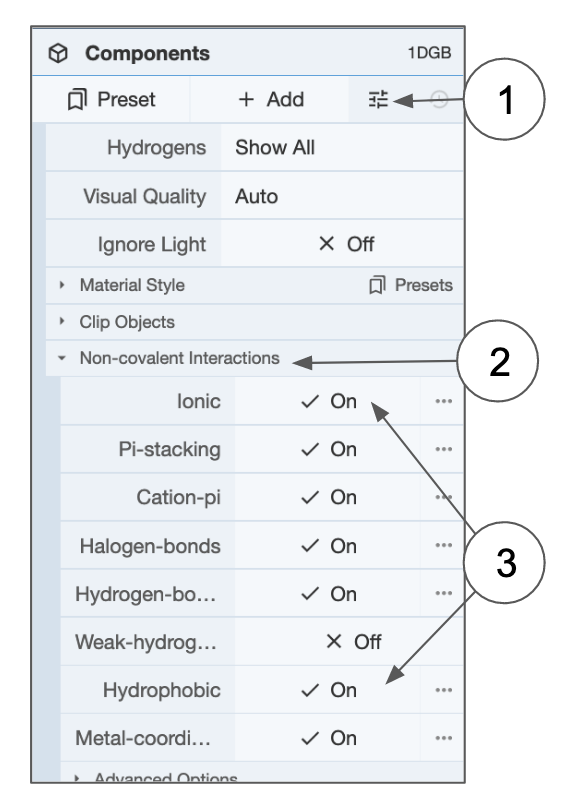 Components 1DGB
Preset + Add
1
Hydrogens Show All
Visual Quality Auto
Ignore Light × Off
Material Style Presets
Clip Objects
Non-covalent Interactions
2
Ionic ✓ On ...
Pi-stacking ✓ On ...
Cation-pi ✓ On ...
Halogen-bonds ✓ On ...
3
Hydrogen-bo... ✓ On ...
Weak-hydrog... × Off
Hydrophobic ✓ On ...
Metal-coordi... ✓ On ...
Advanced Options